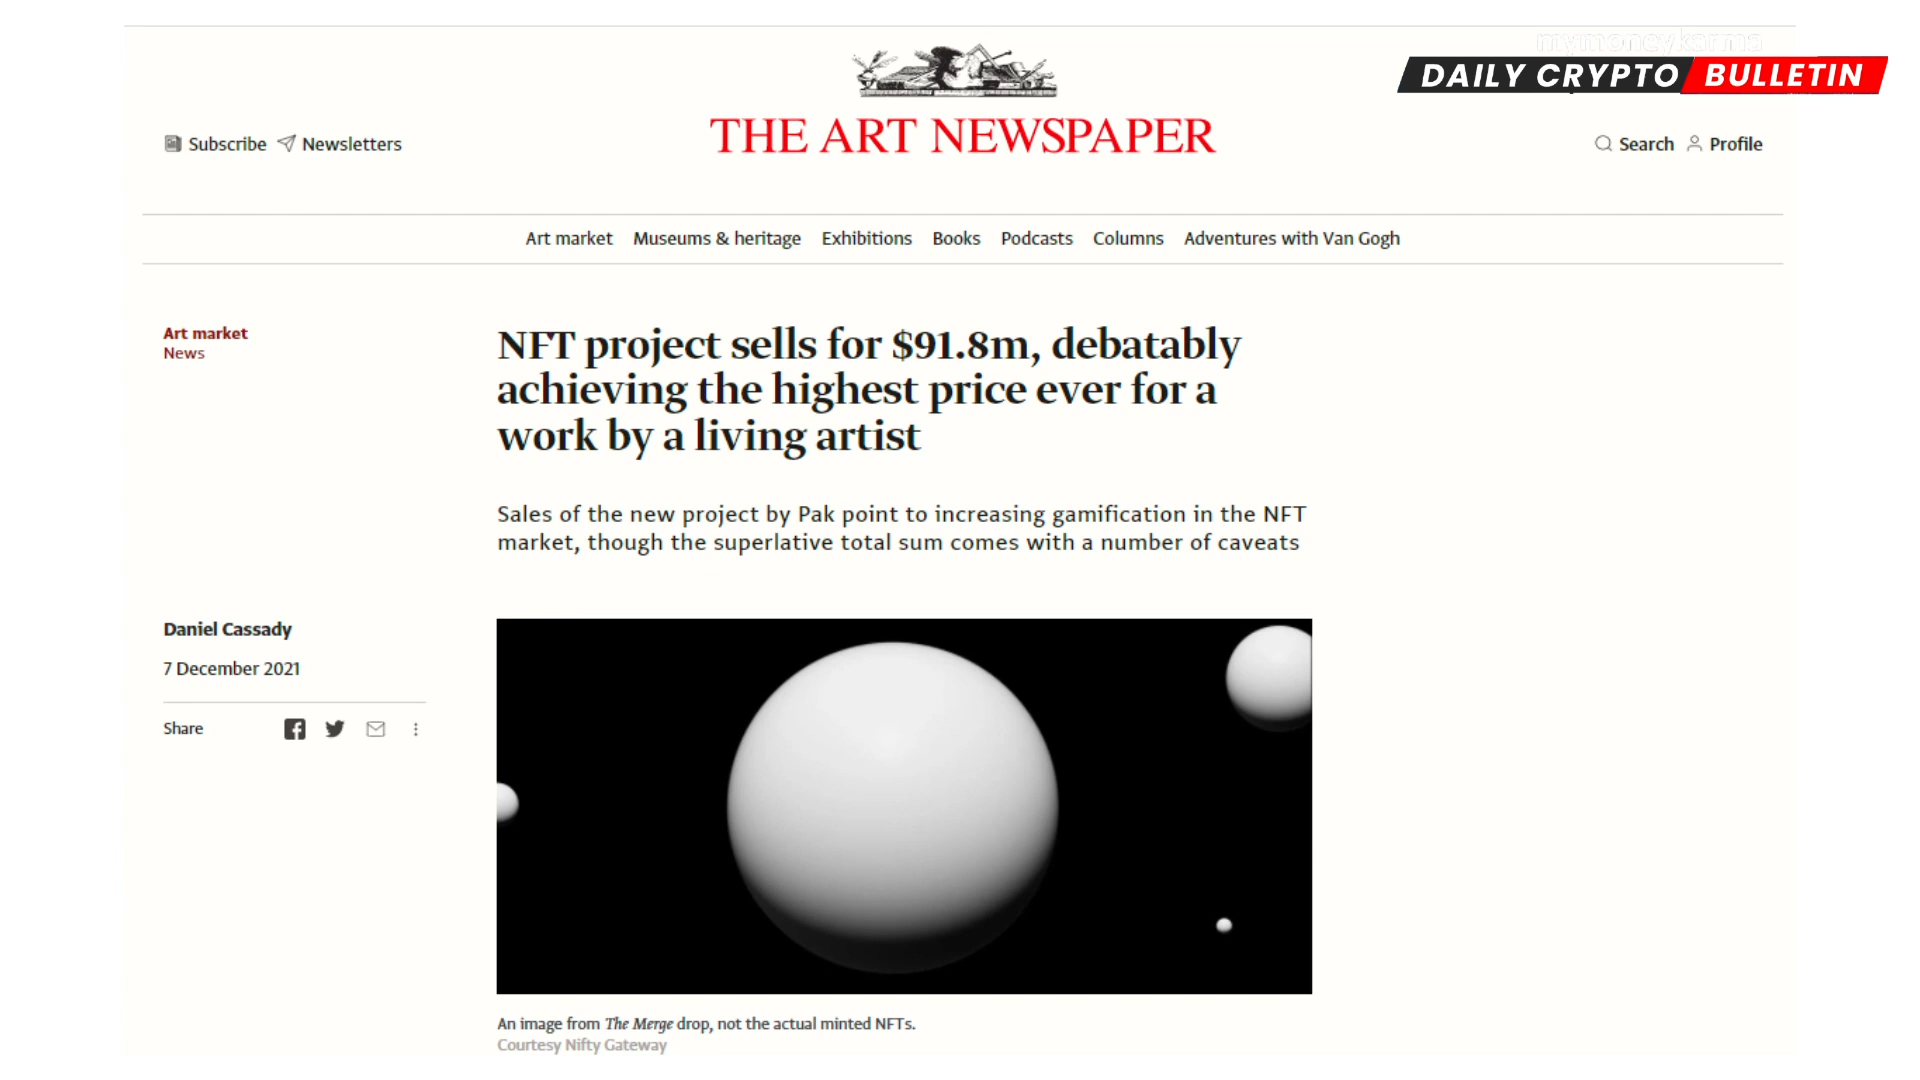 mymoneykarma
DAILY CRYPTO BULLETIN
THE ART NEWSPAPER
Subscribe Newsletters
Search Profile
Art market Museums & heritage Exhibitions Books Podcasts Columns Adventures with Van Gogh
Art market
News
NFT project sells for $91.8m, debatably
achieving the highest price ever for a
work by a living artist
Sales of the new project by Pak point to increasing gamification in the NFT
market, though the superlative total sum comes with a number of caveats
Daniel Cassady
7 December 2021
Share
An image from The Merge drop, not the actual minted NFTs.
Courtesy Nifty Gateway